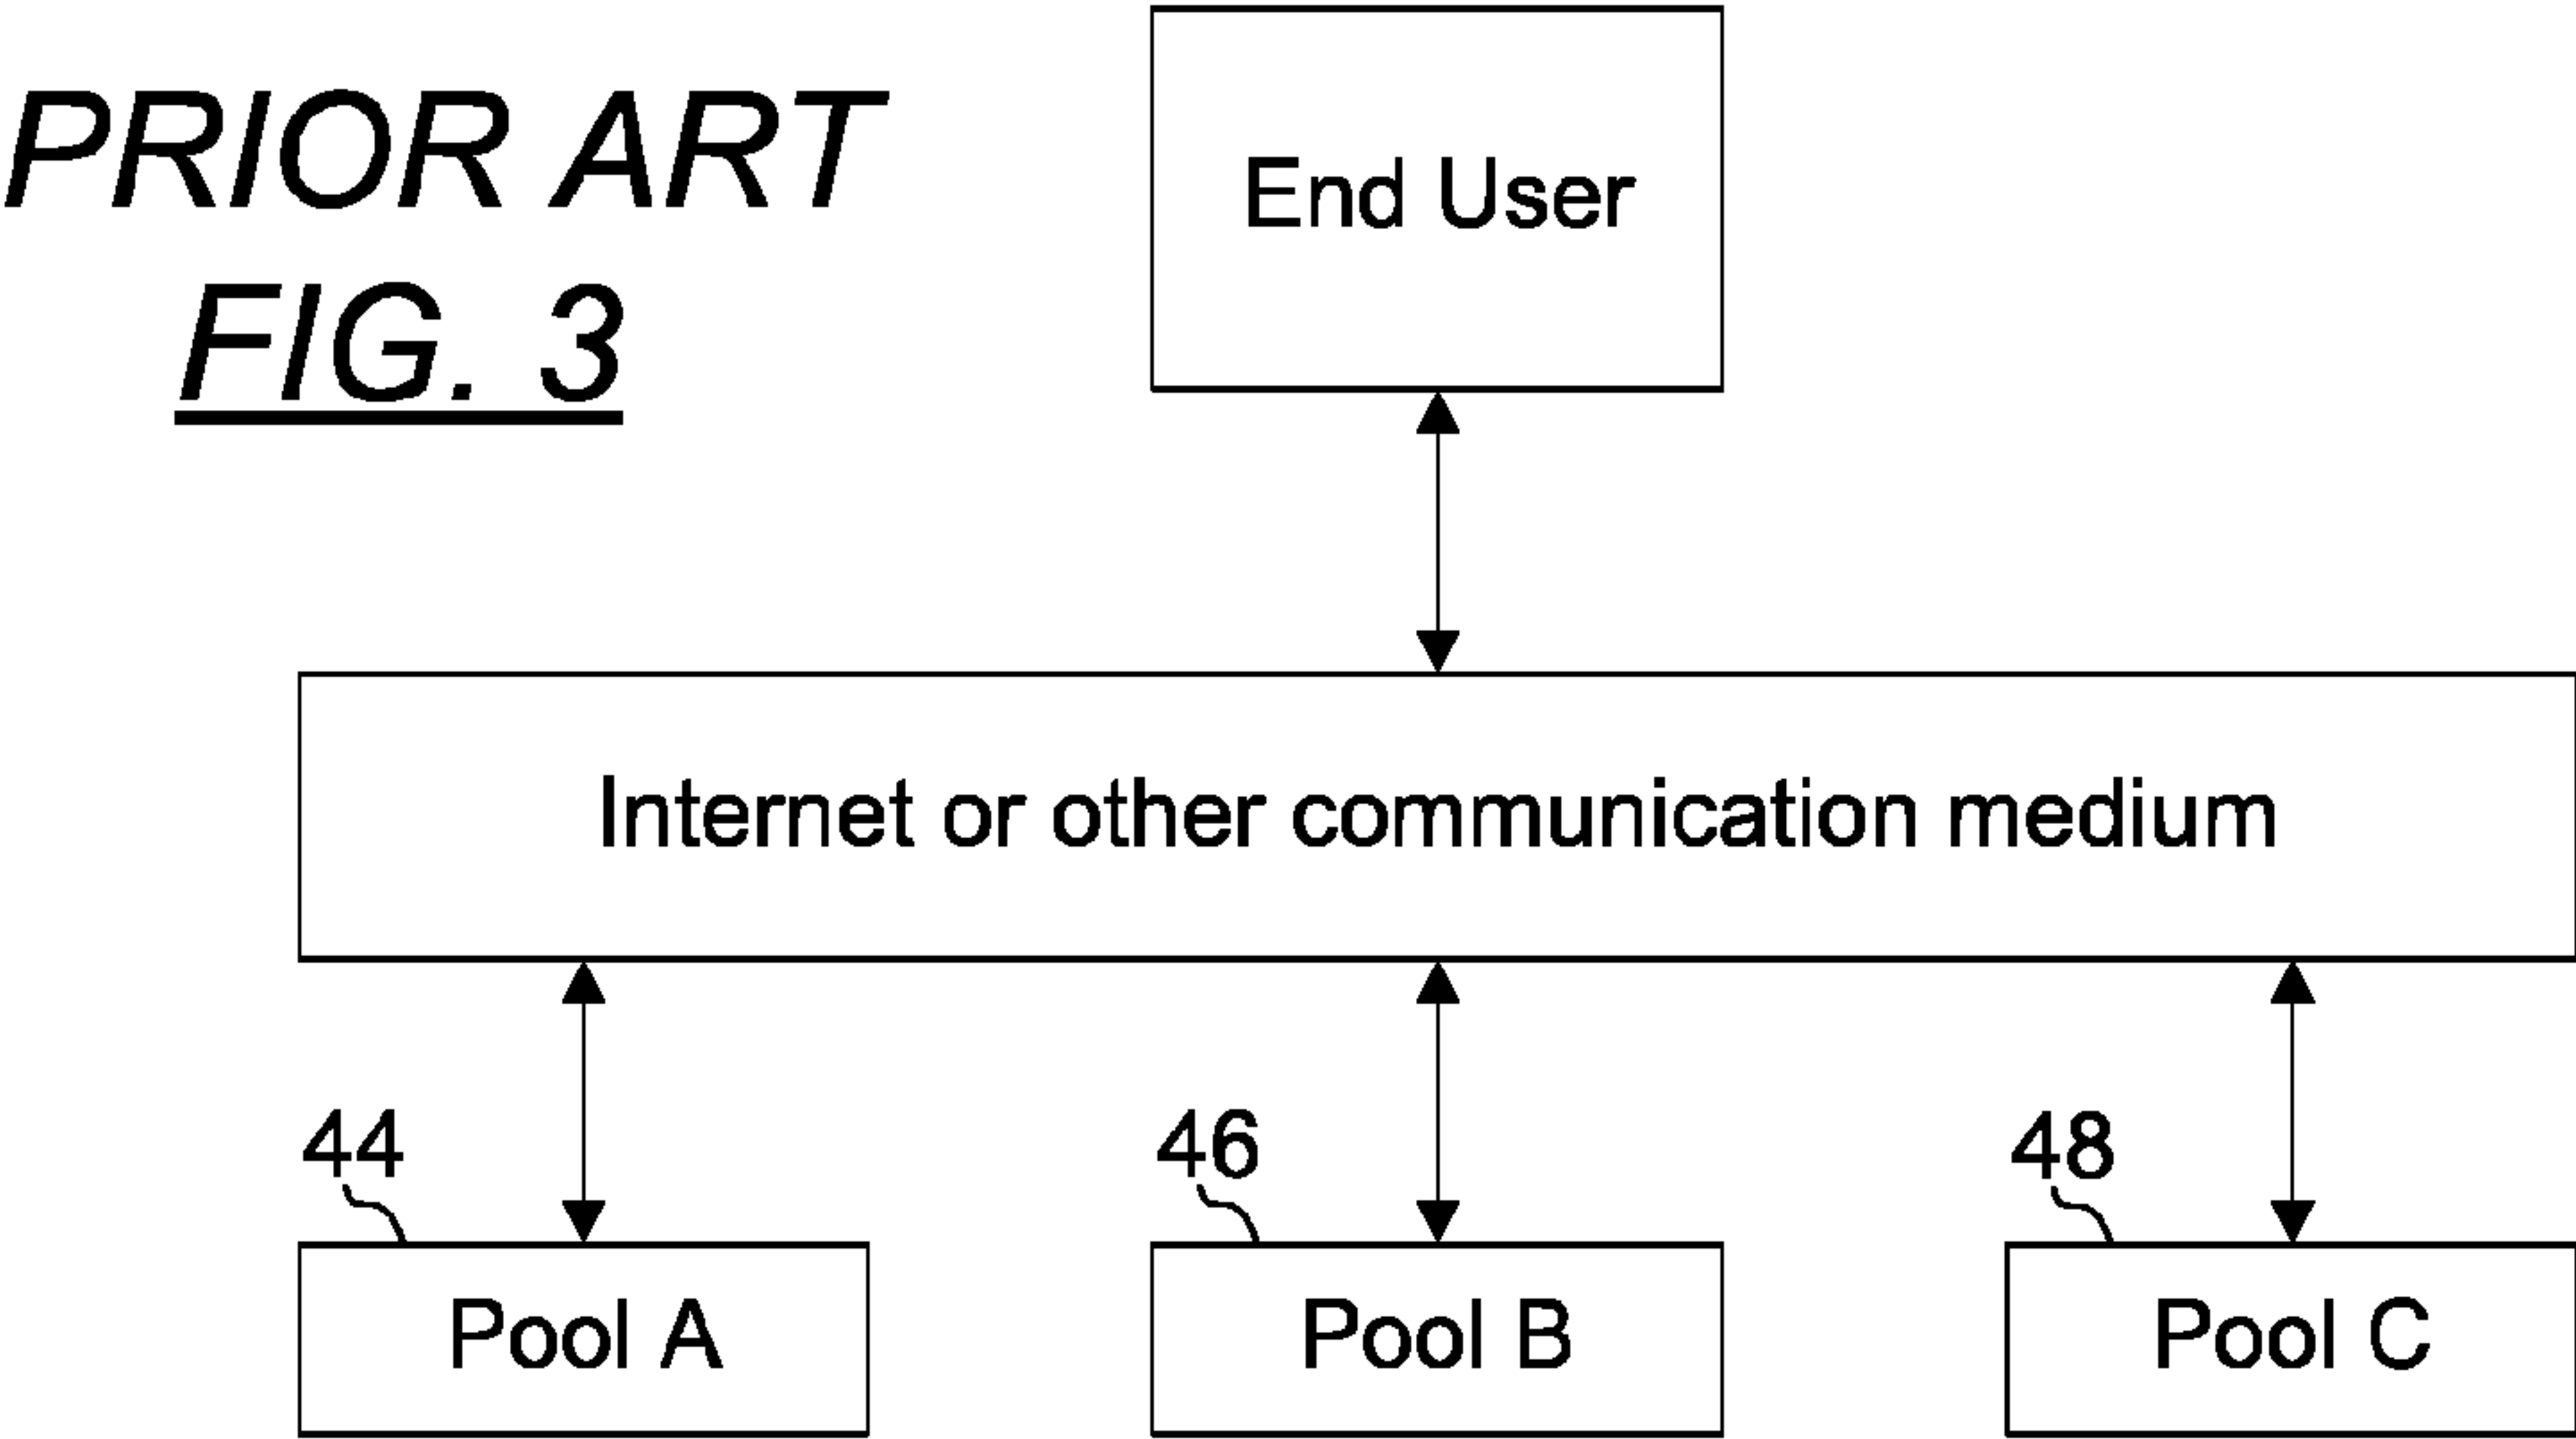 PRIOR ART
FIG. 3
End User
Internet or other communication medium
44
46
48
Pool A
Pool B
Pool C